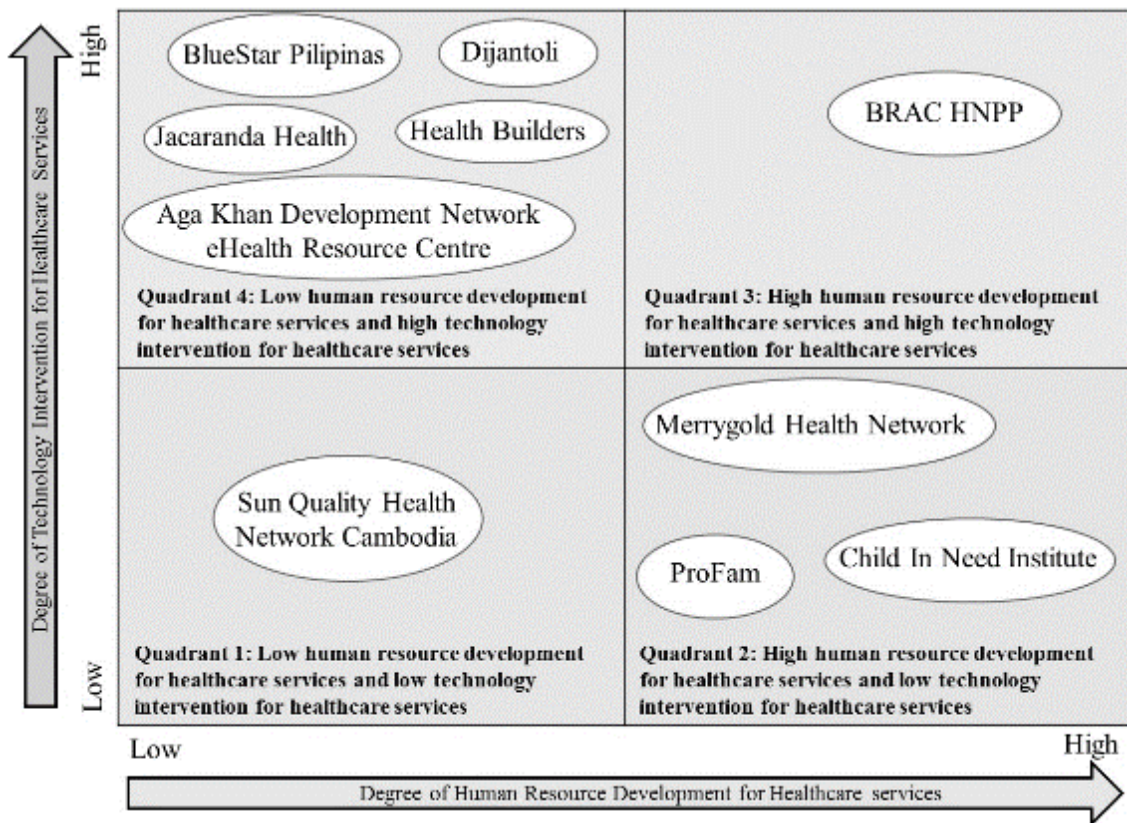 High
BlueStar Pilipinas
Dijantoli
Jacaranda Health
Health Builders
Aga Khan Development Network
eHealth Resource Centre
Quadrant 4: Low human resource development
for healthcare services and high technology
intervention for healthcare services
BRAC HNPP
Quadrant 3: High human resource development
for healthcare services and high technology
intervention for healthcare services
Degree of Technology Intervention for Healthcare Services
Sun Quality Health
Network Cambodia
Quadrant 1: Low human resource development
for healthcare services and low technology
intervention for healthcare services
Merrygold Health Network
ProFam
Child In Need Institute
Quadrant 2: High human resource development
for healthcare services and low technology
intervention for healthcare services
Low
Low
High
Degree of Human Resource Development for Healthcare services